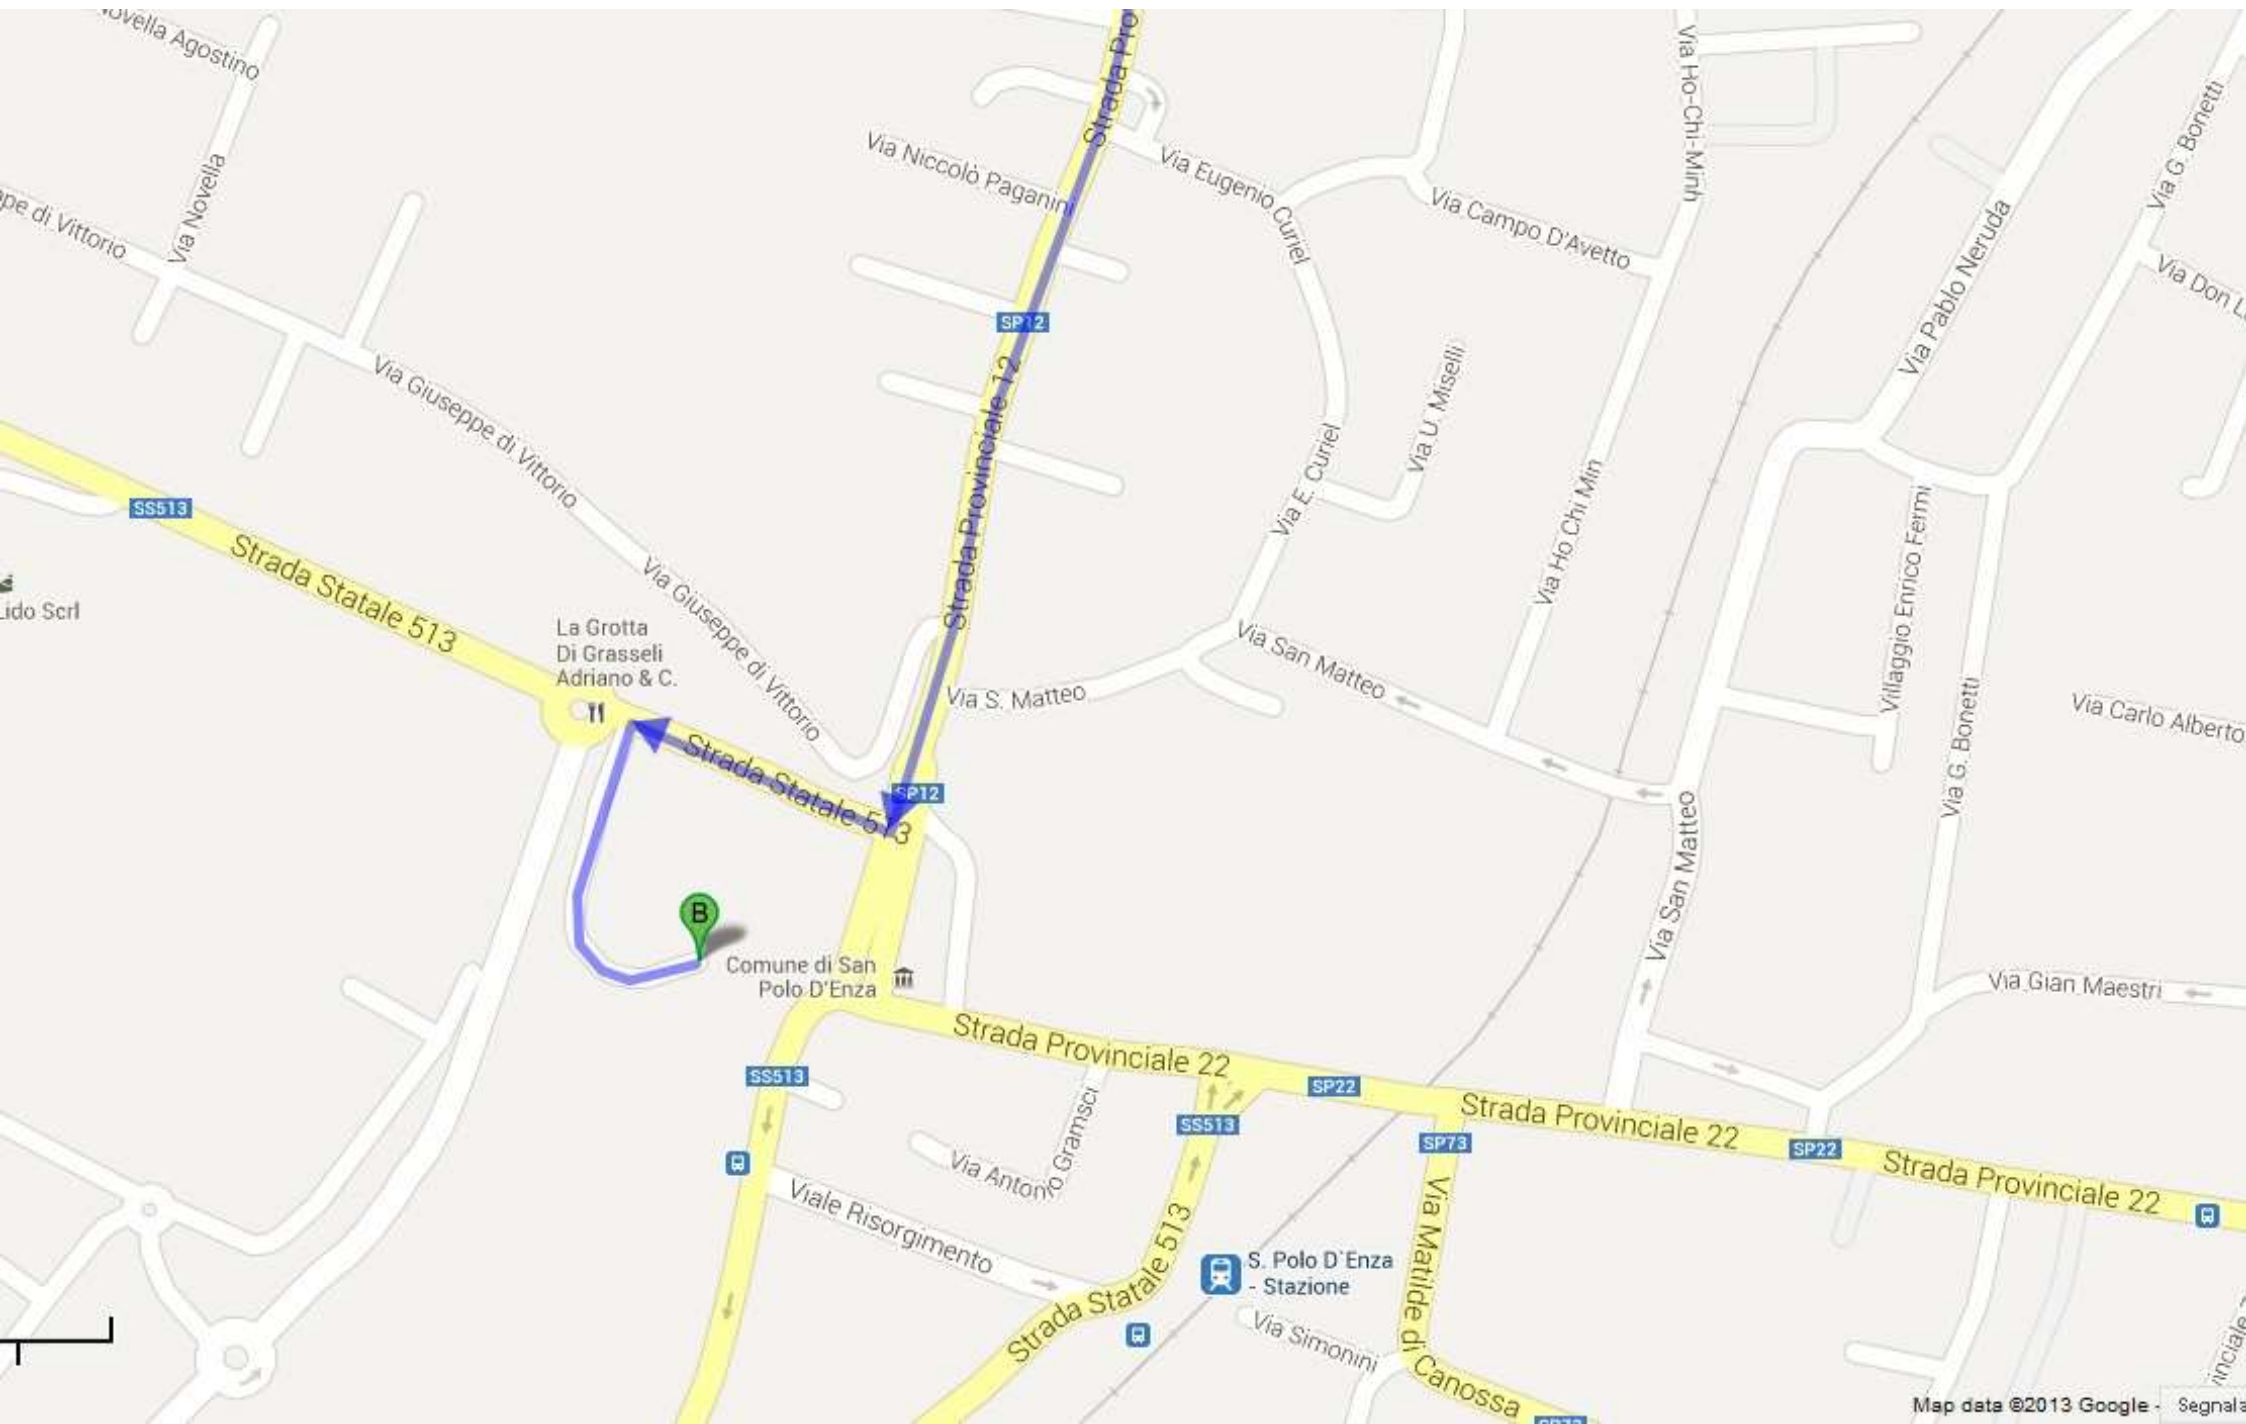 ovella Agostino
Strada Pro
Via Ho-Chi-Minh
Via G. Bonetti
Via Novella
ppe di Vittorio
Via Niccolò Paganini
Via Eugenio Curiel
Via Campo D'Avetto
Via Pablo Neruda
Via Don L
SP12
Via Giuseppe di Vittorio
Strada Provinciale 12
Via U. Miselli
Via E. Curiel
Via Ho Chi Min
SS513
Strada Statale 513
Villaggio Enrico Fermi
Lido Scrl
La Grotta
Di Grasseli
Adriano & C.
Via Giuseppe di Vittorio
Via S. Matteo
Via San Matteo
Via G. Bonetti
Via Carlo Alberto
Strada Statale 513
SP12
Via San Matteo
B
Comune di San
Polo D'Enza
Via Gian Maestri
Strada Provinciale 22
SS513
SP22
Via Antonio Gramsci
SS513
Strada Provinciale 22
SP73
SP22
Strada Provinciale 22
Viale Risorgimento
Strada Statale 513
Via Matilde di Canossa
S. Polo D'Enza
- Stazione
Via Simonini
inciale
SP73
Map data ©2013 Google -
Segnala